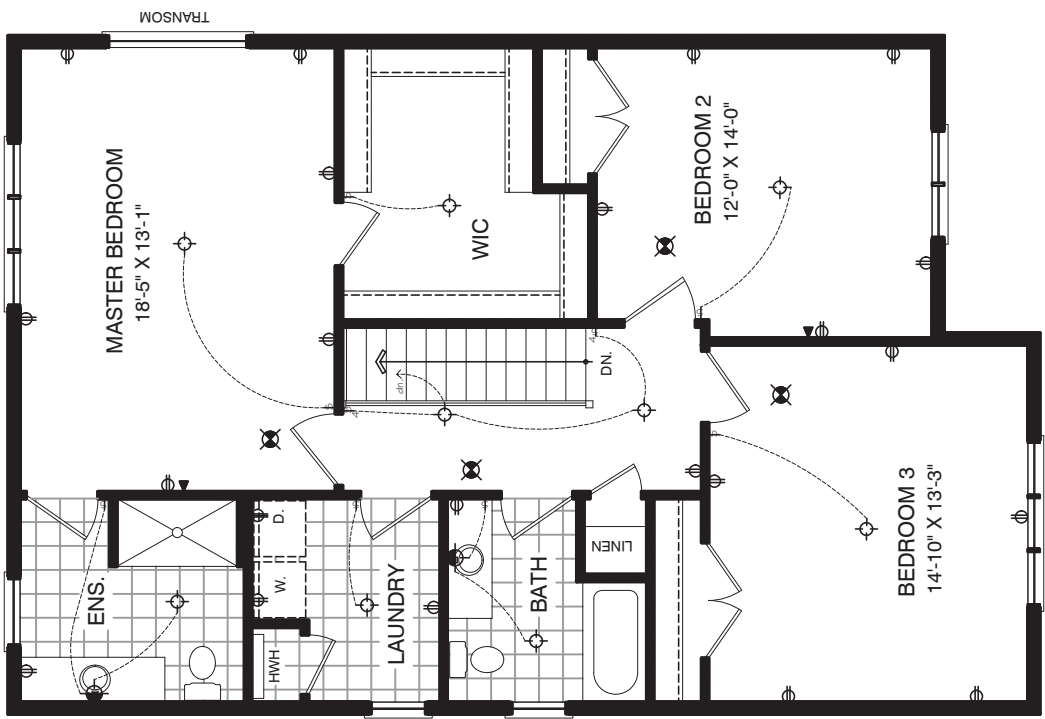 TRANSOM
MASTER BEDROOM
18'-5" X 13'-1"
WIC
BEDROOM 2
12'-0" X 14'-0"
dn.
DN.
ENS.
D.
W.
HWH
LAUNDRY
BATH
LINEN
BEDROOM 3
14'-10" X 13'-3"